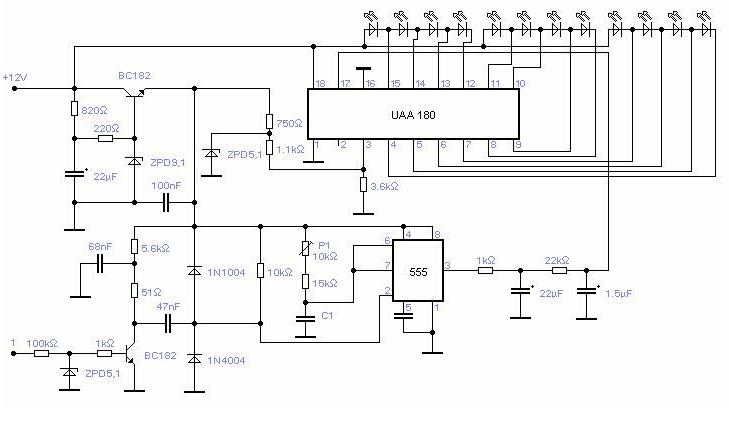 +12V
BC182
820Ω
220Ω
ZPD9,1
22µF
100nF
ZPD5,1
750Ω
1.1kΩ
3.6kΩ
18 17 16 15 14 13 12 11 10
UAA 180
1 2 3 4 5 6 7 8 9
68nF
5.6kΩ
51Ω
47nF
1N1004
10kΩ
P1
10kΩ
15kΩ
C1
4 8
6
7
2
555
3
5 1
1kΩ
22kΩ
22µF
1.5µF
1
100kΩ
1kΩ
BC182
ZPD5,1
1N4004